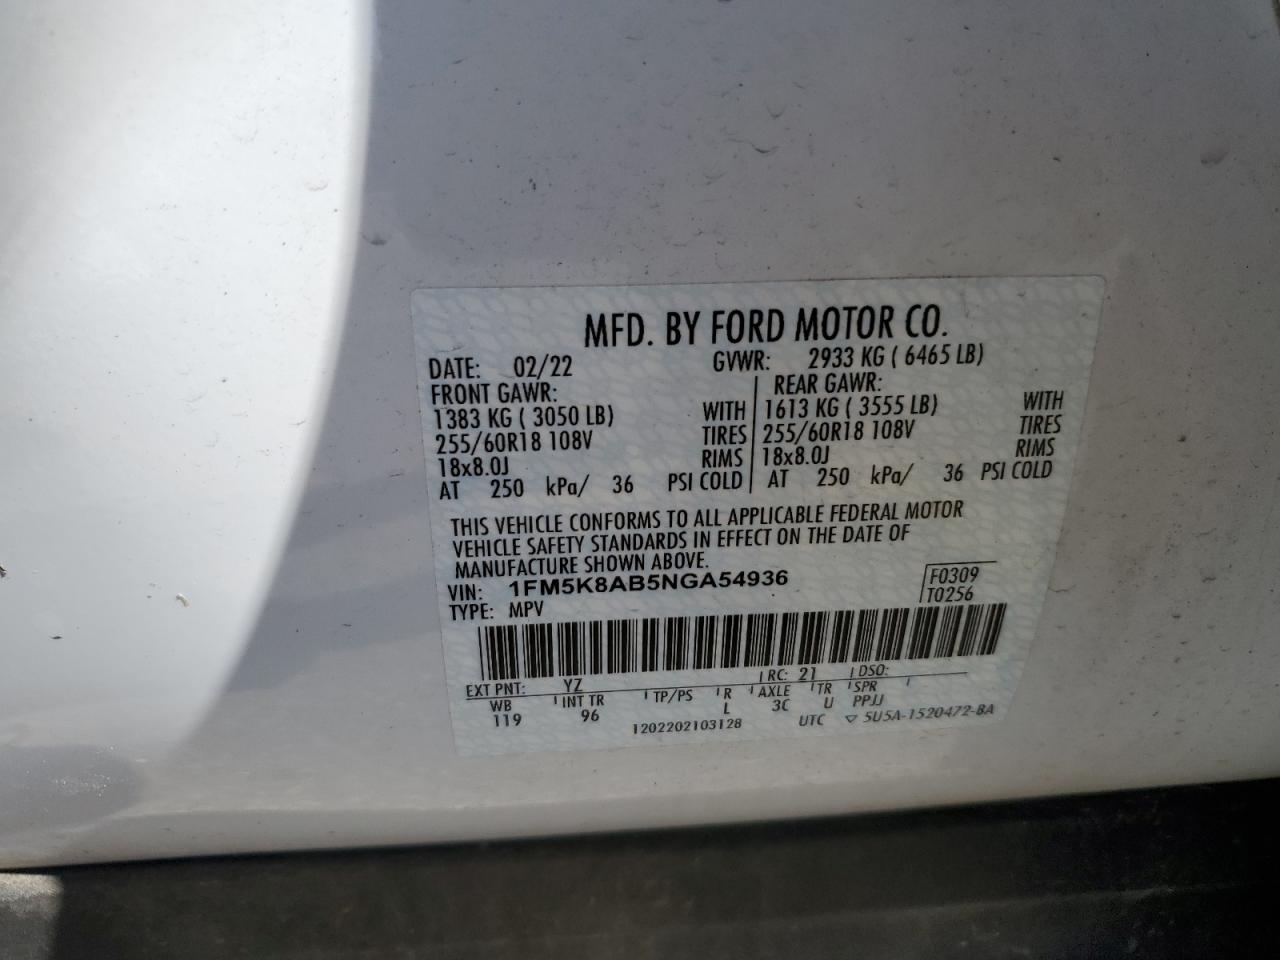 MFD. BY FORD MOTOR CO.
DATE: 02/22 GVWR: 2933 KG ( 6465 LB)
FRONT GAWR: REAR GAWR:
1383 KG ( 3050 LB) WITH 1613 KG ( 3555 LB) WITH
255/60R18 108V TIRES 255/60R18 108V TIRES
18x8.0J RIMS 18x8.0J RIMS
AT 250 kPa/ 36 PSI COLD AT 250 kPa/ 36 PSI COLD
THIS VEHICLE CONFORMS TO ALL APPLICABLE FEDERAL MOTOR
VEHICLE SAFETY STANDARDS IN EFFECT ON THE DATE OF
MANUFACTURE SHOWN ABOVE.
VIN: 1FM5K8AB5NGA54936 F0309
TYPE: MPV T0256
EXT PNT: YZ RC: 21 DSO:
WB INT TR TP/PS R AXLE TR SPR
119 96 L 3C U PPJJ
1202202103128 UTC ▽ 5U5A-1520472-BA